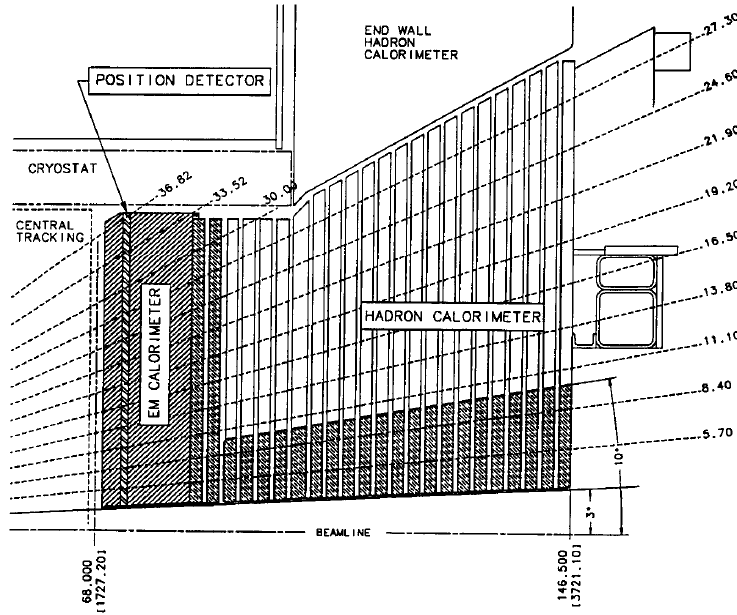 END WALL
HADRON
CALORIMETER
27.30
POSITION DETECTOR
24.60
21.90
CRYOSTAT
36.82
33.52
30.00
19.20
CENTRAL
TRACKING
16.50
EM CALORIMETER
HADRON CALORIMETER
13.80
11.10
8.40
5.70
10°
3°
BEAMLINE
68.000
[1727.20]
146.500
[3721.10]